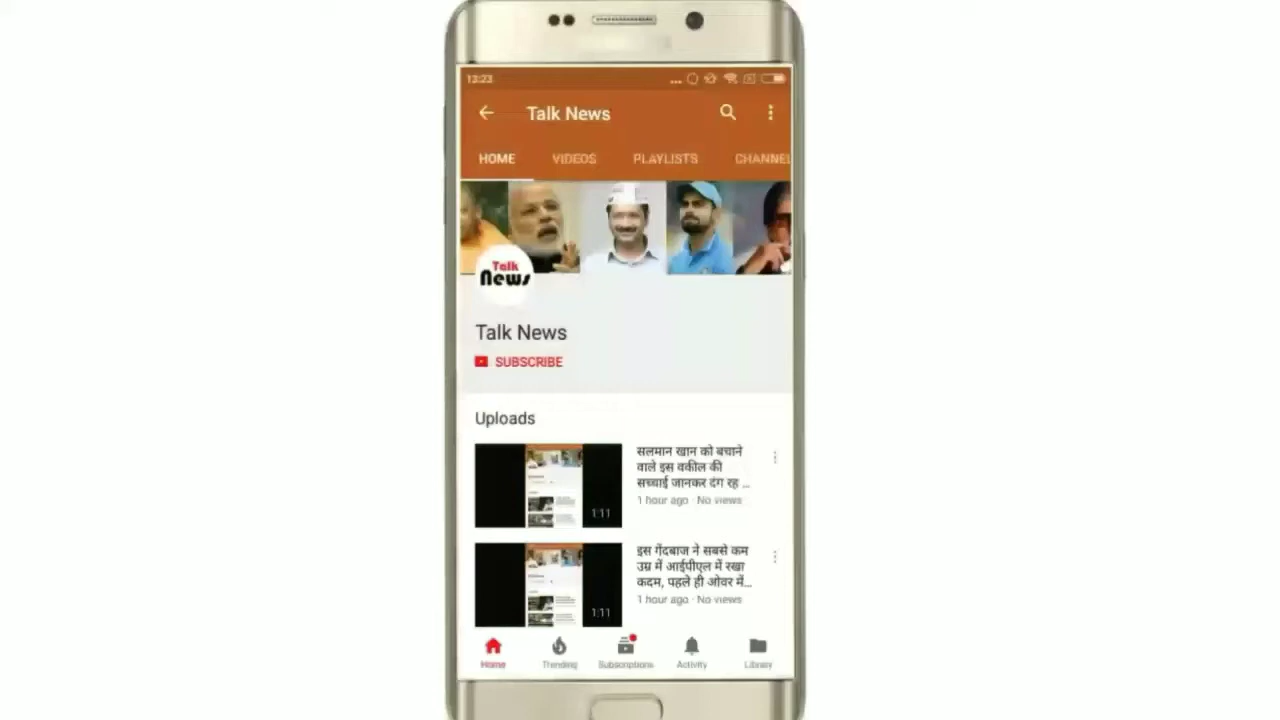 13:23
Talk News
HOME VIDEOS PLAYLISTS CHANNEL
Talk
News
Talk News
SUBSCRIBE
Uploads
सलमान खान को बचाने
वाले इस वकील की
सच्चाई जानकर दंग रह ...
1 hour ago · No views
1:11
इस गेंदबाज ने सबसे कम
उम्र में आईपीएल में रखा
कदम, पहले ही ओवर में...
1 hour ago · No views
1:11
Home Trending Subscriptions Activity Library